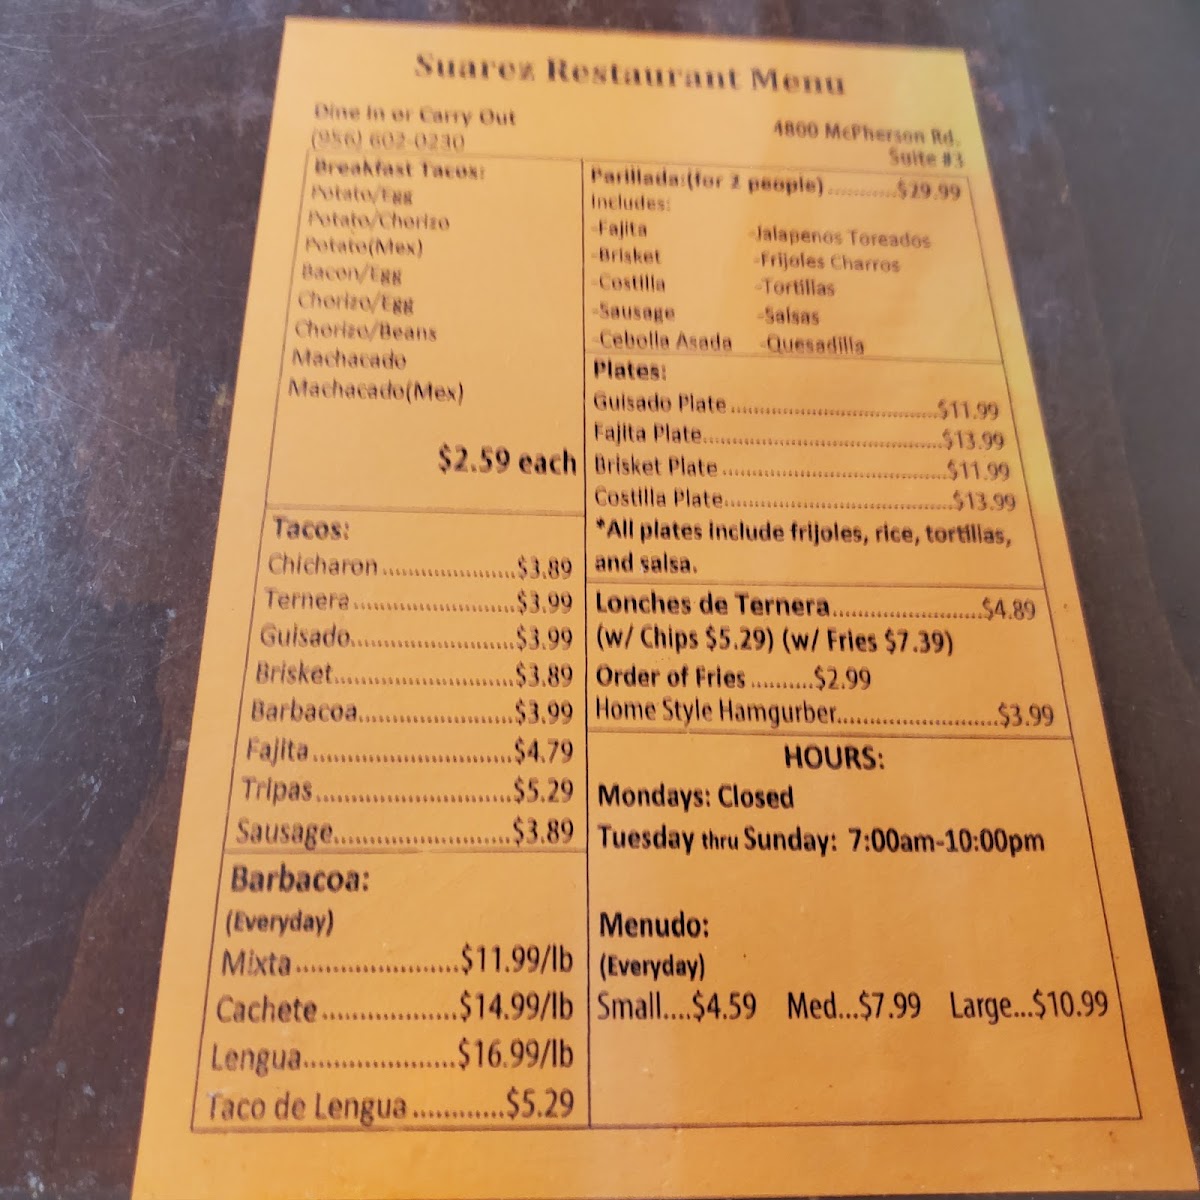 Suarez Restaurant Menu
Dine In or Carry Out
(956) 602-0230
4800 McPherson Rd.
Suite #3
Breakfast Tacos:
Potato/Egg
Potato/Chorizo
Potato(Mex)
Bacon/Egg
Chorizo/Egg
Chorizo/Beans
Machacado
Machacado(Mex)
$2.59 each
Tacos:
Chicharon....................$3.89
Ternera........................$3.99
Guisado........................$3.99
Brisket..........................$3.89
Barbacoa......................$3.99
Fajita............................$4.79
Tripas...........................$5.29
Sausage........................$3.89
Barbacoa:
(Everyday)
Mixta......................$11.99/lb
Cachete..................$14.99/lb
Lengua....................$16.99/lb
Taco de Lengua............$5.29
Parillada:(for 2 people)...........$29.99
Includes:
-Fajita -Jalapenos Toreados
-Brisket -Frijoles Charros
-Costilla -Tortillas
-Sausage -Salsas
-Cebolla Asada -Quesadilla
Plates:
Guisado Plate..............................$11.99
Fajita Plate..................................$13.99
Brisket Plate................................$11.99
Costilla Plate...............................$13.99
*All plates include frijoles, rice, tortillas,
and salsa.
Lonches de Ternera......................$4.89
(w/ Chips $5.29) (w/ Fries $7.39)
Order of Fries..........$2.99
Home Style Hamgurber.........................$3.99
HOURS:
Mondays: Closed
Tuesday thru Sunday: 7:00am-10:00pm
Menudo:
(Everyday)
Small....$4.59 Med...$7.99 Large...$10.99